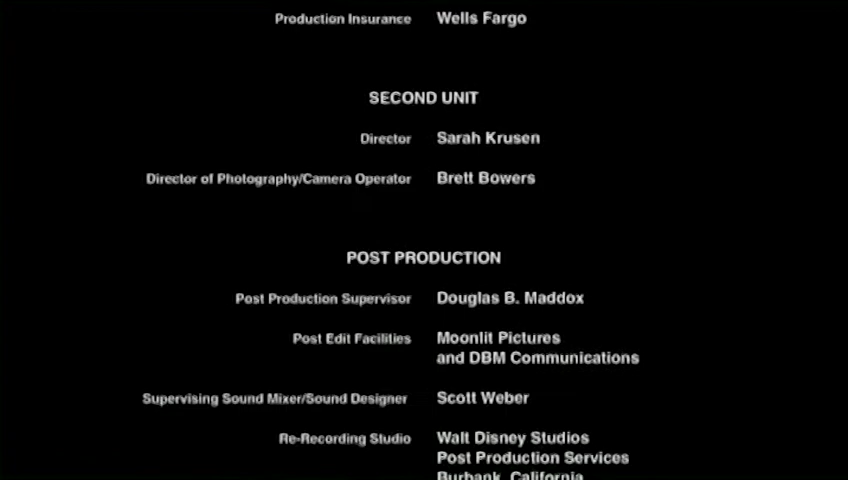 Production Insurance Wells Fargo
SECOND UNIT
Director Sarah Krusen
Director of Photography/Camera Operator Brett Bowers
POST PRODUCTION
Post Production Supervisor Douglas B. Maddox
Post Edit Facilities Moonlit Pictures
and DBM Communications
Supervising Sound Mixer/Sound Designer Scott Weber
Re-Recording Studio Walt Disney Studios
Post Production Services
Burbank, California